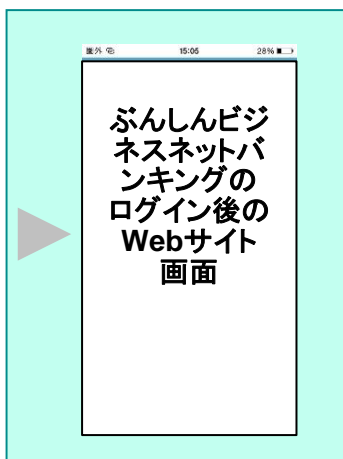 圏外
15:05
28%
ぶんしんビジ
ネスネットバ
ンキングの
ログイン後の
Webサイト
画面